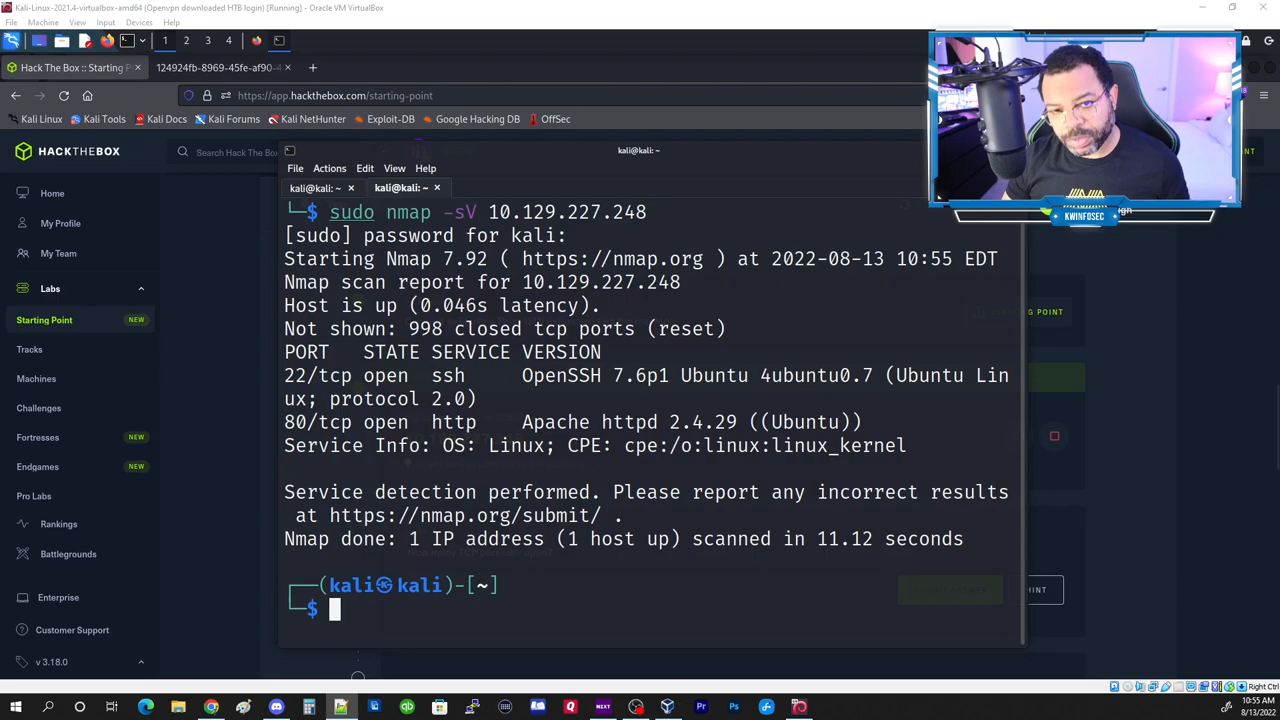 Kali-Linux-2021.4-virtualbox-amd64 (Openvpn downloaded HTB login) [Running] - Oracle VM VirtualBox
File Machine View Input Devices Help
1 2 3 4
Hack The Box :: Starting P
124924fb-8969-45fe-af90-4
https://app.hackthebox.com/starting-point
Kali Linux Kali Tools Kali Docs Kali Forum Kali NetHunter Exploit-DB Google Hacking DB OffSec
HACKTHEBOX
Search Hack The Bo
kali@kali: ~
File Actions Edit View Help
kali@kali: ~ kali@kali: ~
└─$ sudo nmap -sV 10.129.227.248
[sudo] password for kali:
Starting Nmap 7.92 ( https://nmap.org ) at 2022-08-13 10:55 EDT
Nmap scan report for 10.129.227.248
Host is up (0.046s latency).
Not shown: 998 closed tcp ports (reset)
PORT   STATE SERVICE VERSION
22/tcp open  ssh     OpenSSH 7.6p1 Ubuntu 4ubuntu0.7 (Ubuntu Lin
ux; protocol 2.0)
80/tcp open  http    Apache httpd 2.4.29 ((Ubuntu))
Service Info: OS: Linux; CPE: cpe:/o:linux:linux_kernel
Service detection performed. Please report any incorrect results
 at https://nmap.org/submit/ .
Nmap done: 1 IP address (1 host up) scanned in 11.12 seconds
┌──(kali㉿kali)-[~]
└─$
Home
My Profile
My Team
Labs
Starting Point NEW
Tracks
Machines
Challenges
Fortresses NEW
Endgames NEW
Pro Labs
Rankings
Battlegrounds
Enterprise
Customer Support
v 3.18.0
KWINFOSEC
HINT
Right Ctrl
10:55 AM
8/13/2022